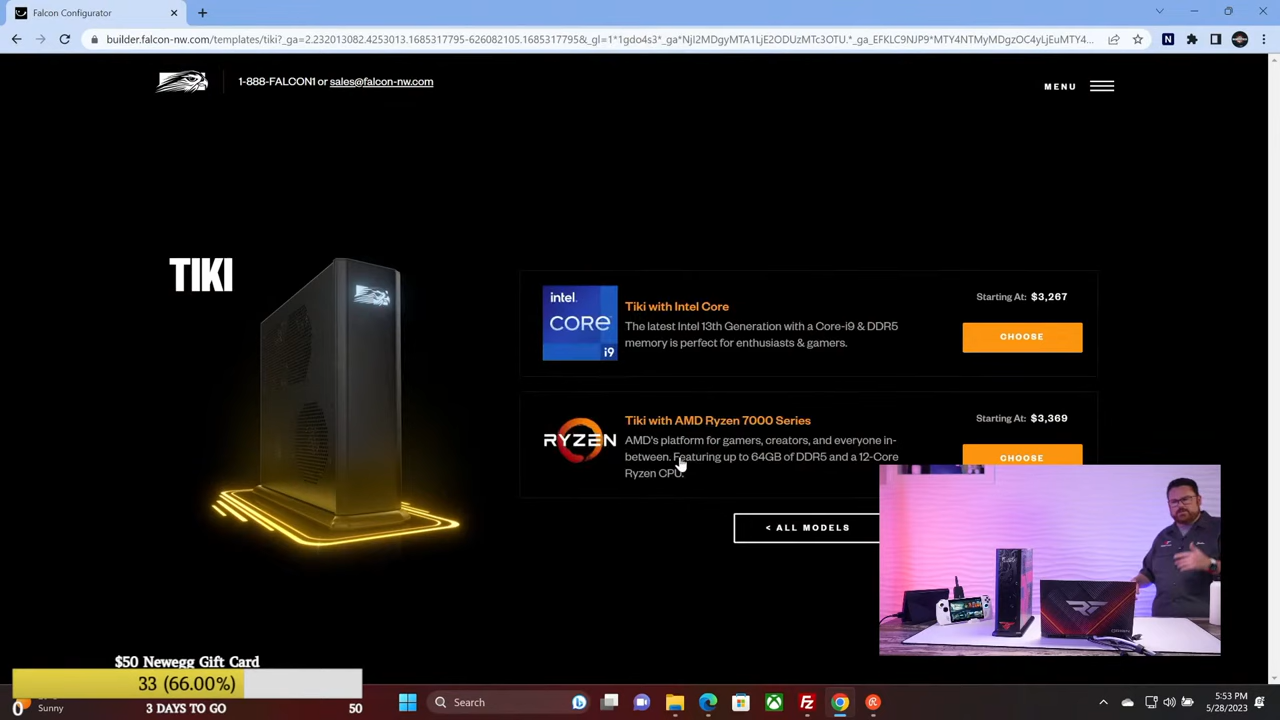 Falcon Configurator
builder.falcon-nw.com/templates/tiki?_ga=2.232013082.4253013.1685317795-626082105.1685317795&_gl=1*1gdo4s3*_ga*NjI2MDgyMTA1LjE2ODUzMTc3OTU.*_ga_EFKLC9NJP9*MTY4NTMyMDgzOC4yLjEuMTY4...
1-888-FALCON1 or sales@falcon-nw.com
MENU
TIKI
intel.
CORE
i9
Tiki with Intel Core
The latest Intel 13th Generation with a Core-i9 & DDR5
memory is perfect for enthusiasts & gamers.
Starting At: $3,267
CHOOSE
RYZEN
Tiki with AMD Ryzen 7000 Series
AMD's platform for gamers, creators, and everyone in-
between. Featuring up to 64GB of DDR5 and a 12-Core
Ryzen CPU.
Starting At: $3,369
CHOOSE
< ALL MODELS
$50 Newegg Gift Card
33 (66.00%)
0
3 DAYS TO GO
50
Sunny
Search
5:53 PM
5/28/2023